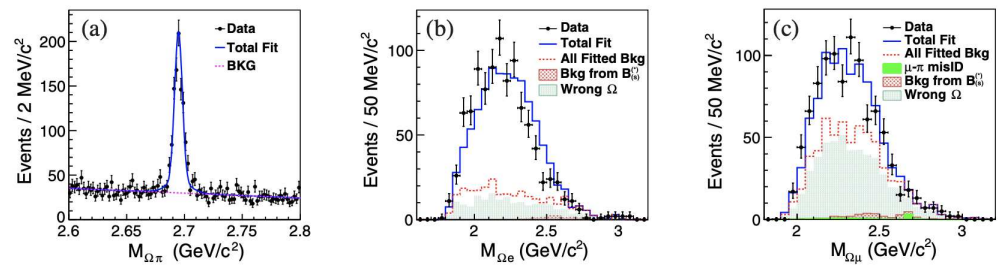 (a)
Data
Total Fit
BKG
Events / 2 MeV/c²
200
150
100
50
0
2.6
2.65
2.7
2.75
2.8
M_Ωπ (GeV/c²)
(b)
Data
Total Fit
All Fitted Bkg
Bkg from B(*)(s)
Wrong Ω
Events / 50 MeV/c²
100
50
0
2
2.5
3
M_Ωe (GeV/c²)
(c)
Data
Total Fit
All Fitted Bkg
μ-π misID
Bkg from B(*)(s)
Wrong Ω
Events / 50 MeV/c²
100
50
0
2
2.5
3
M_Ωμ (GeV/c²)